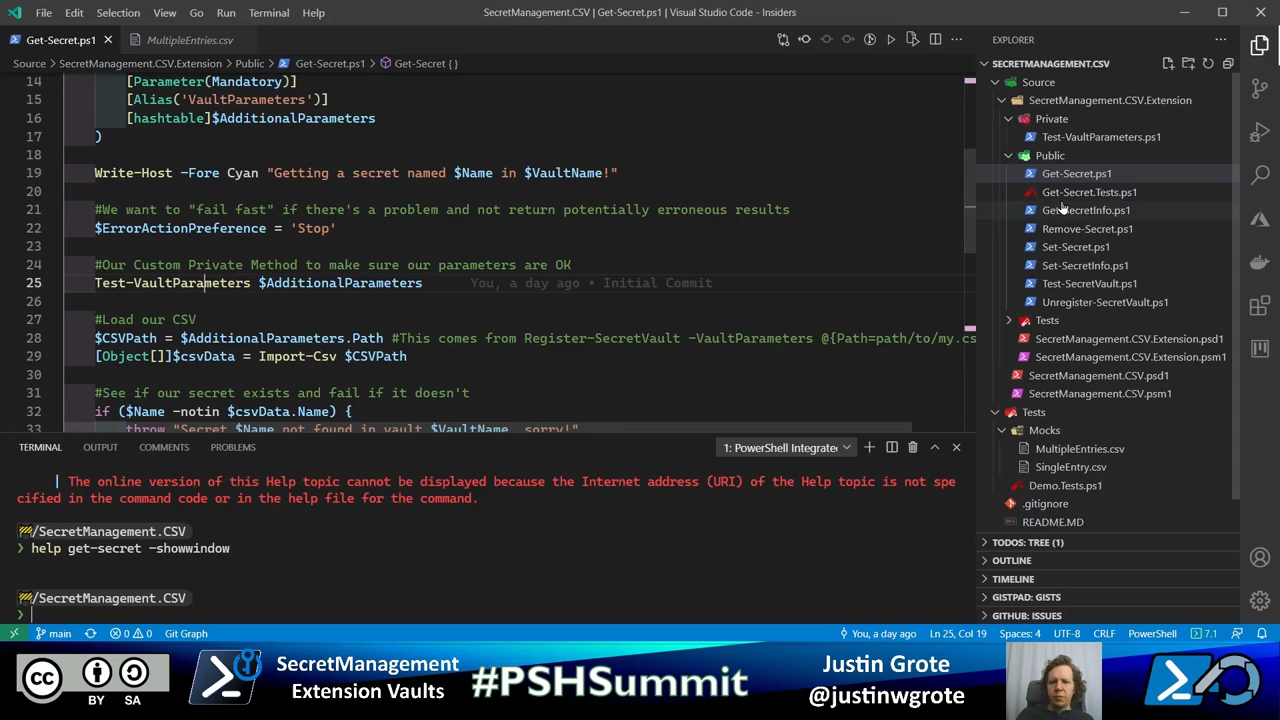 File Edit Selection View Go Run Terminal Help
SecretManagement.CSV | Get-Secret.ps1 | Visual Studio Code - Insiders
Get-Secret.ps1
MultipleEntries.csv
Source > SecretManagement.CSV.Extension > Public > Get-Secret.ps1 > Get-Secret { }
14 [Parameter(Mandatory)]
15 [Alias('VaultParameters')]
16 [hashtable]$AdditionalParameters
17 )
18
19 Write-Host -Fore Cyan "Getting a secret named $Name in $VaultName!"
20
21 #We want to "fail fast" if there's a problem and not return potentially erroneous results
22 $ErrorActionPreference = 'Stop'
23
24 #Our Custom Private Method to make sure our parameters are OK
25 Test-VaultParameters $AdditionalParameters You, a day ago • Initial Commit
26
27 #Load our CSV
28 $CSVPath = $AdditionalParameters.Path #This comes from Register-SecretVault -VaultParameters @{Path=path/to/my.cs
29 [Object[]]$csvData = Import-Csv $CSVPath
30
31 #See if our secret exists and fail if it doesn't
32 if ($Name -notin $csvData.Name) {
33 throw "Secret $Name not found in vault $VaultName, sorry!"
TERMINAL OUTPUT COMMENTS PROBLEMS
1: PowerShell Integrate
| The online version of this Help topic cannot be displayed because the Internet address (URI) of the Help topic is not spe
cified in the command code or in the help file for the command.
/SecretManagement.CSV
❯ help get-secret -showwindow
/SecretManagement.CSV
❯
EXPLORER
SECRETMANAGEMENT.CSV
Source
SecretManagement.CSV.Extension
Private
Test-VaultParameters.ps1
Public
Get-Secret.ps1
Get-Secret.Tests.ps1
Get-SecretInfo.ps1
Remove-Secret.ps1
Set-Secret.ps1
Set-SecretInfo.ps1
Test-SecretVault.ps1
Unregister-SecretVault.ps1
Tests
SecretManagement.CSV.Extension.psd1
SecretManagement.CSV.Extension.psm1
SecretManagement.CSV.psd1
SecretManagement.CSV.psm1
Tests
Mocks
MultipleEntries.csv
SingleEntry.csv
Demo.Tests.ps1
.gitignore
README.MD
TODOS: TREE (1)
OUTLINE
TIMELINE
GISTPAD: GISTS
GITHUB: ISSUES
main 0 0 Git Graph
You, a day ago Ln 25, Col 19 Spaces: 4 UTF-8 CRLF PowerShell 7.1
cc
BY SA
SecretManagement
Extension Vaults
#PSHSummit
Justin Grote
@justinwgrote